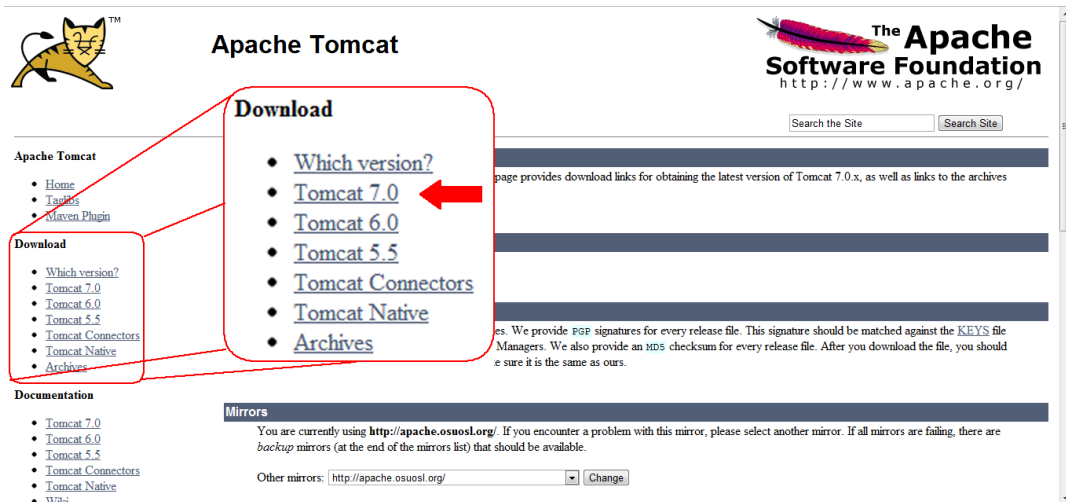 TM
Apache Tomcat
The Apache
Software Foundation
http://www.apache.org/
Search the Site
Search Site
Apache Tomcat
Home
Taglibs
Maven Plugin
Download
Which version?
Tomcat 7.0
Tomcat 6.0
Tomcat 5.5
Tomcat Connectors
Tomcat Native
Archives
Documentation
Tomcat 7.0
Tomcat 6.0
Tomcat 5.5
Tomcat Connectors
Tomcat Native
Wiki
Download
Which version?
Tomcat 7.0
Tomcat 6.0
Tomcat 5.5
Tomcat Connectors
Tomcat Native
Archives
page provides download links for obtaining the latest version of Tomcat 7.0.x, as well as links to the archives
We provide PGP signatures for every release file. This signature should be matched against the KEYS file
Managers. We also provide an MD5 checksum for every release file. After you download the file, you should
sure it is the same as ours.
Mirrors
You are currently using http://apache.osuosl.org/. If you encounter a problem with this mirror, please select another mirror. If all mirrors are failing, there are
backup mirrors (at the end of the mirrors list) that should be available.
Other mirrors: http://apache.osuosl.org/ Change